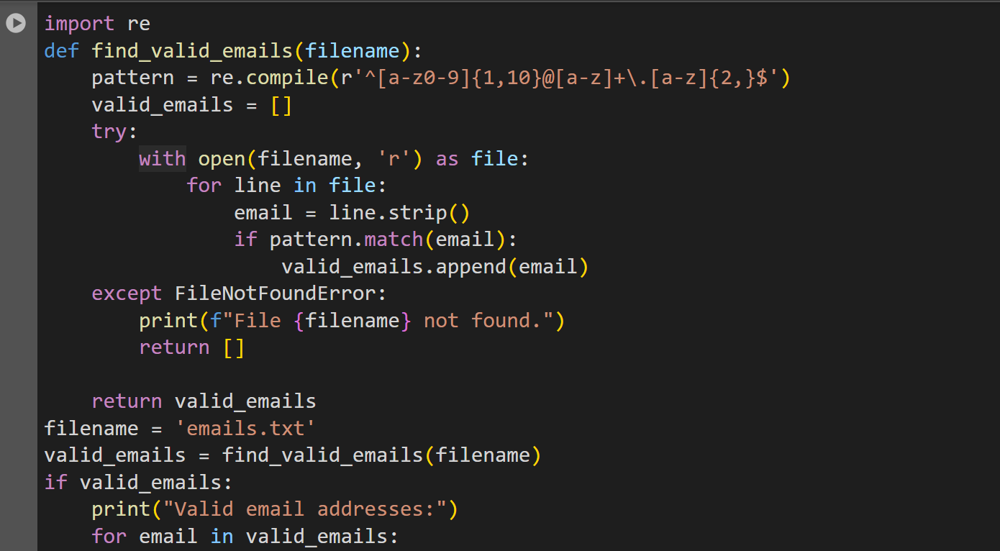 import re
def find_valid_emails(filename):
    pattern = re.compile(r'^[a-z0-9]{1,10}@[a-z]+\.[a-z]{2,}$')
    valid_emails = []
    try:
        with open(filename, 'r') as file:
            for line in file:
                email = line.strip()
                if pattern.match(email):
                    valid_emails.append(email)
    except FileNotFoundError:
        print(f"File {filename} not found.")
        return []

    return valid_emails
filename = 'emails.txt'
valid_emails = find_valid_emails(filename)
if valid_emails:
    print("Valid email addresses:")
    for email in valid_emails: